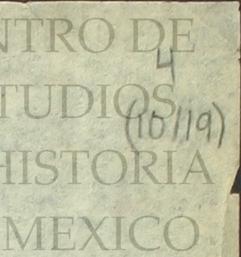 NTRO DE
4
TUDIOS
(10/19)
HISTORIA
MEXICO